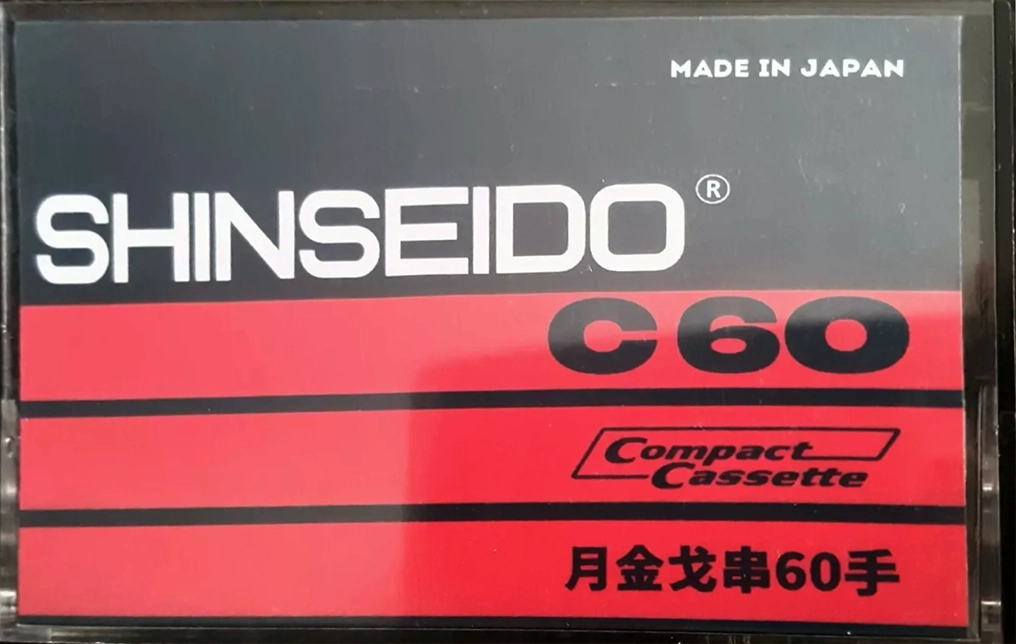 MADE IN JAPAN
SHINSEIDO®
C60
Compact
Cassette
月金戈串60手